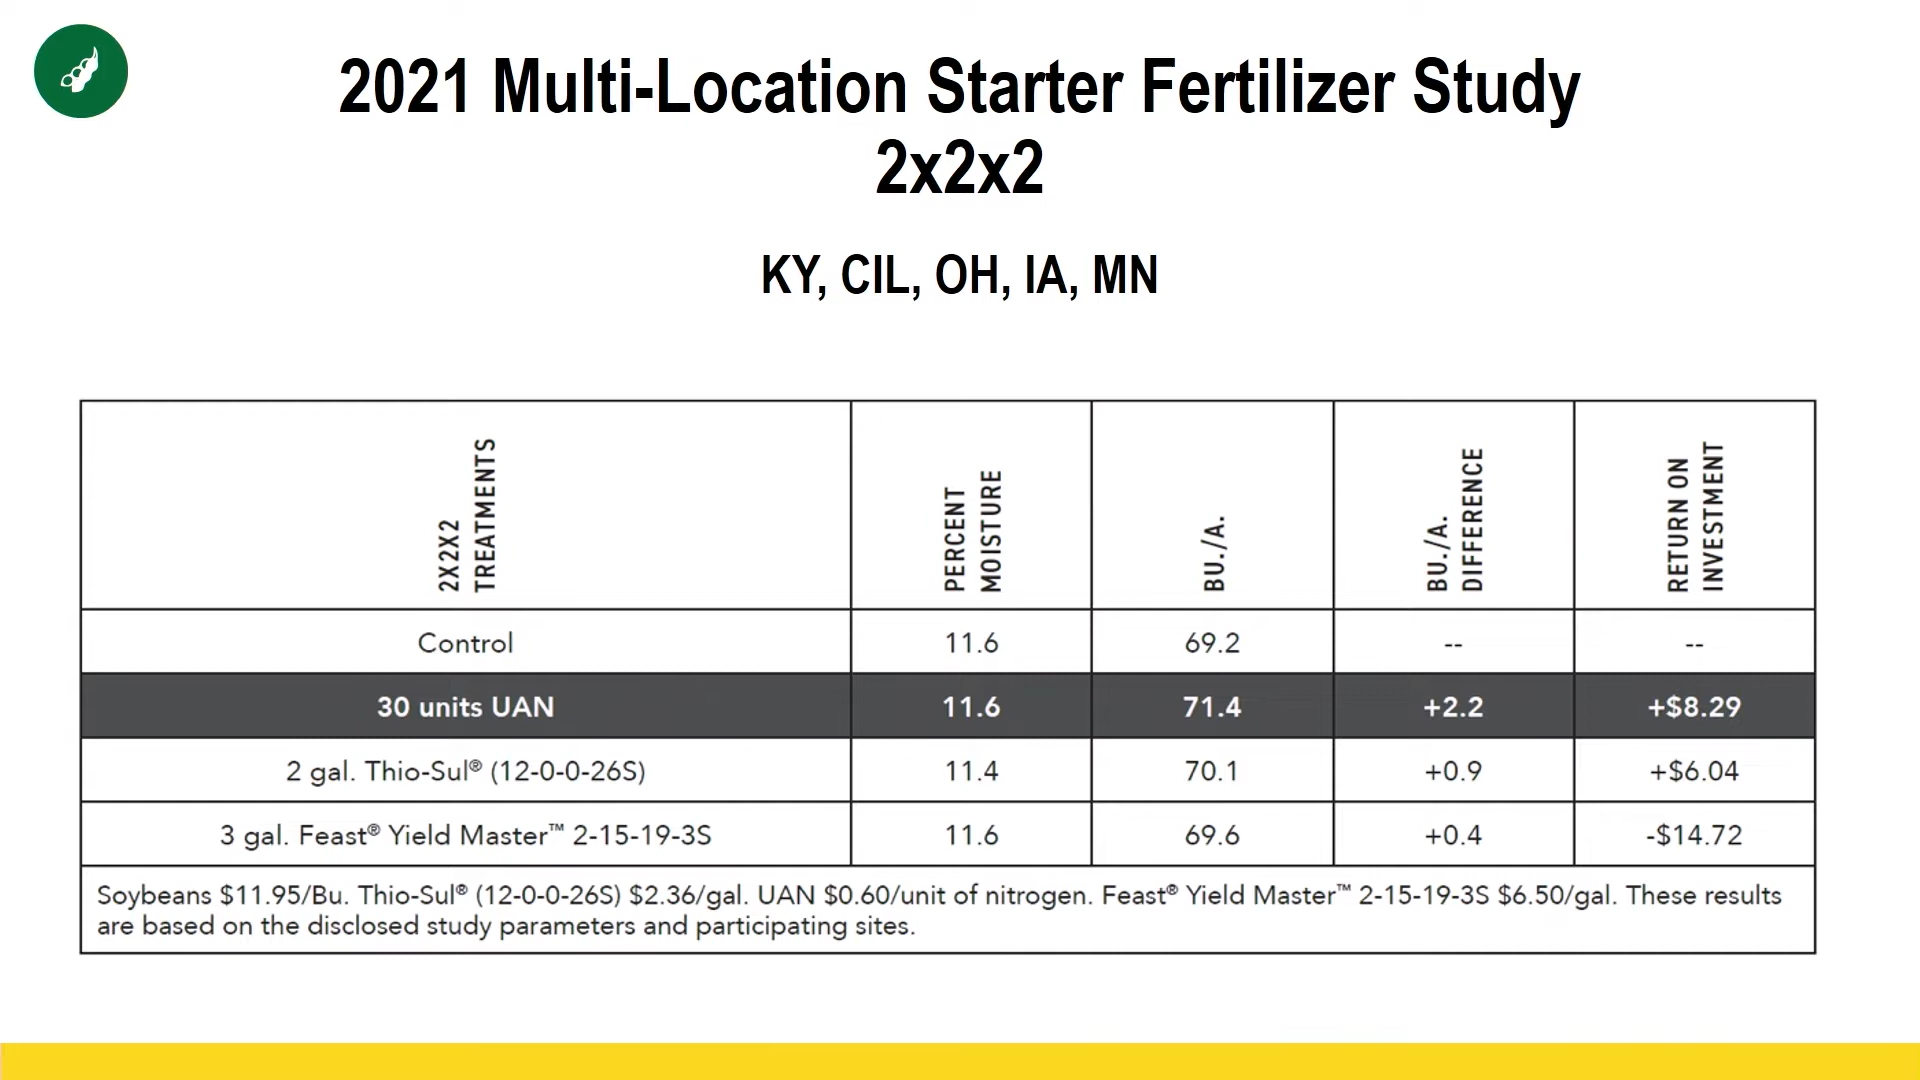 2021 Multi-Location Starter Fertilizer Study
2x2x2
KY, CIL, OH, IA, MN
2X2X2
TREATMENTS
PERCENT
MOISTURE
BU./A.
BU./A.
DIFFERENCE
RETURN ON
INVESTMENT
Control 11.6 69.2 -- --
30 units UAN 11.6 71.4 +2.2 +$8.29
2 gal. Thio-Sul® (12-0-0-26S) 11.4 70.1 +0.9 +$6.04
3 gal. Feast® Yield Master™ 2-15-19-3S 11.6 69.6 +0.4 -$14.72
Soybeans $11.95/Bu. Thio-Sul® (12-0-0-26S) $2.36/gal. UAN $0.60/unit of nitrogen. Feast® Yield Master™ 2-15-19-3S $6.50/gal. These results
are based on the disclosed study parameters and participating sites.